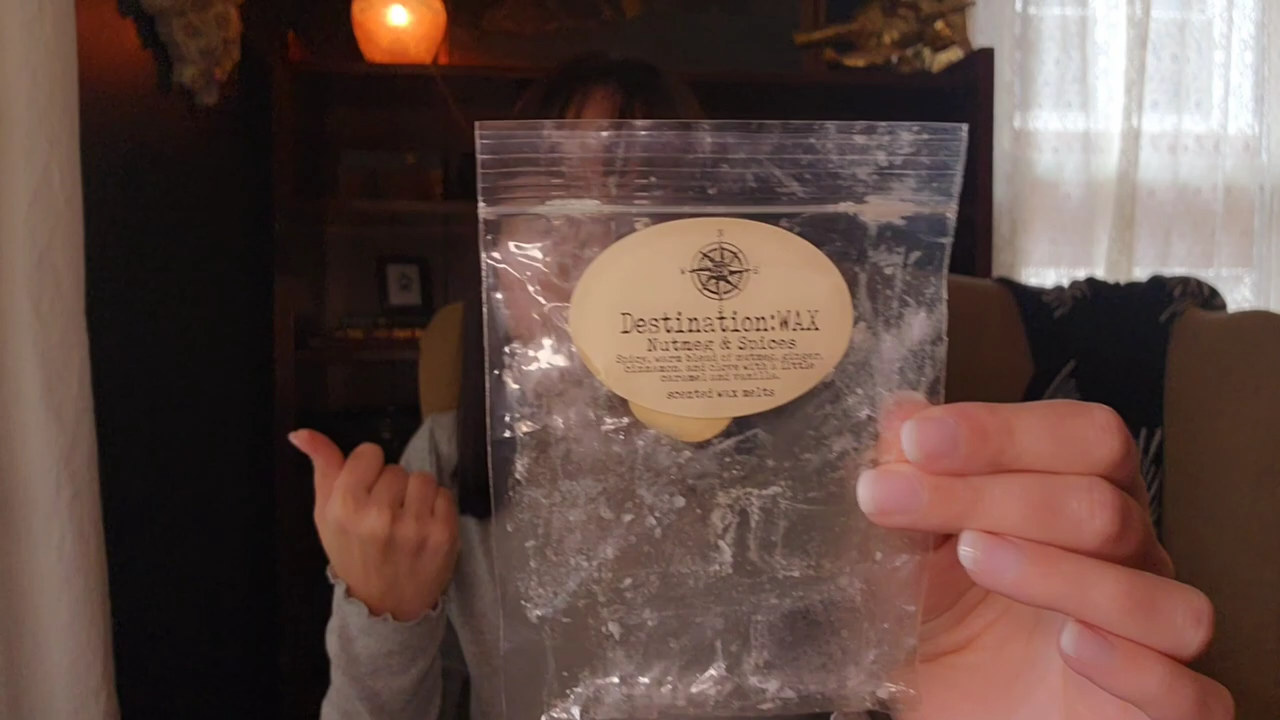 N
W E
S
Destination:WAX
Nutmeg & Spices
Spicy, warm blend of nutmeg, ginger,
cinnamon, and clove with a little
caramel and vanilla.
scented wax melts